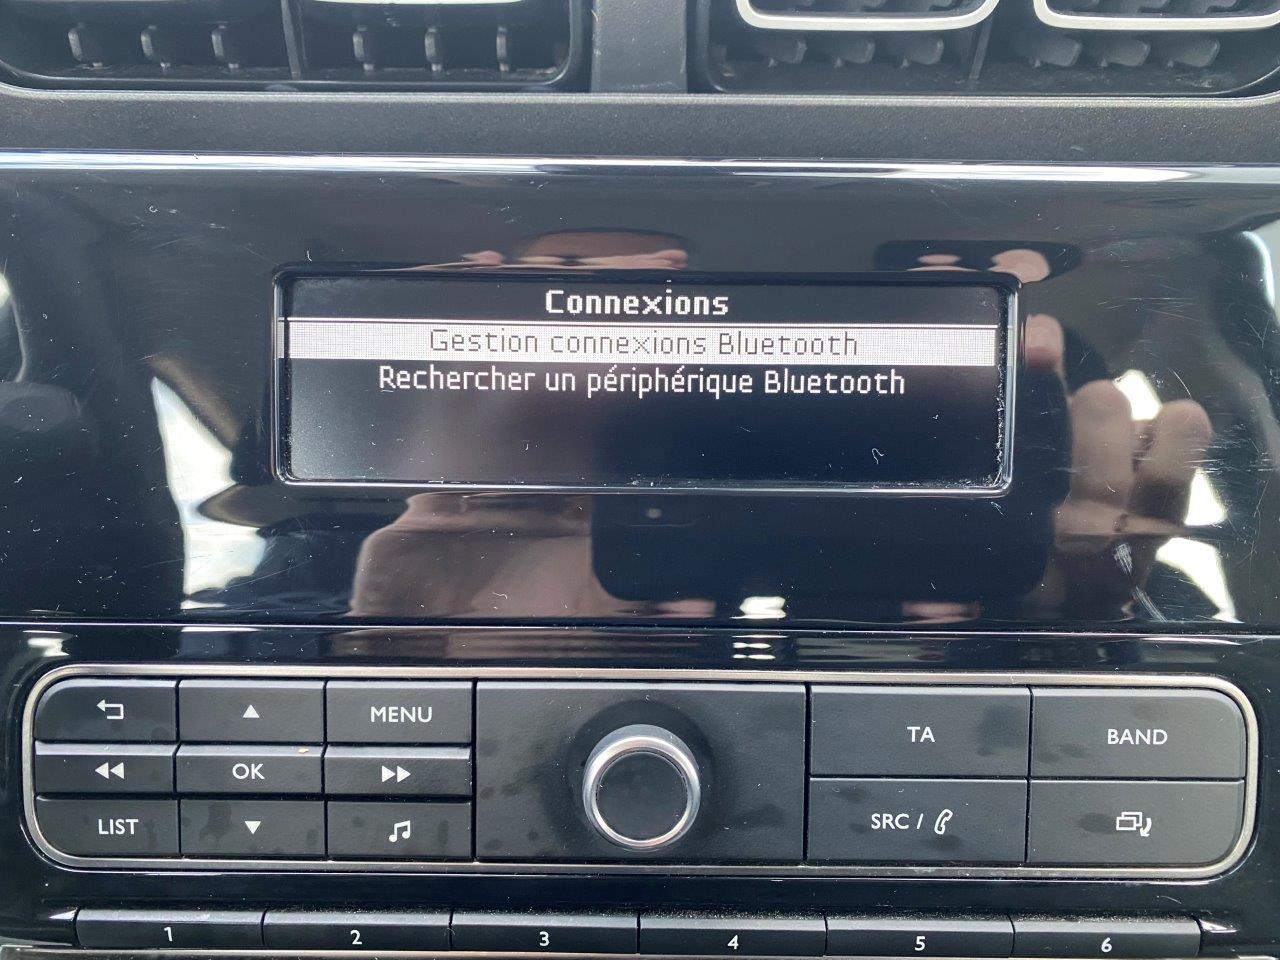 Connexions
Gestion connexions Bluetooth
Rechercher un périphérique Bluetooth
MENU
TA
BAND
OK
LIST
SRC /
1 2 3 4 5 6